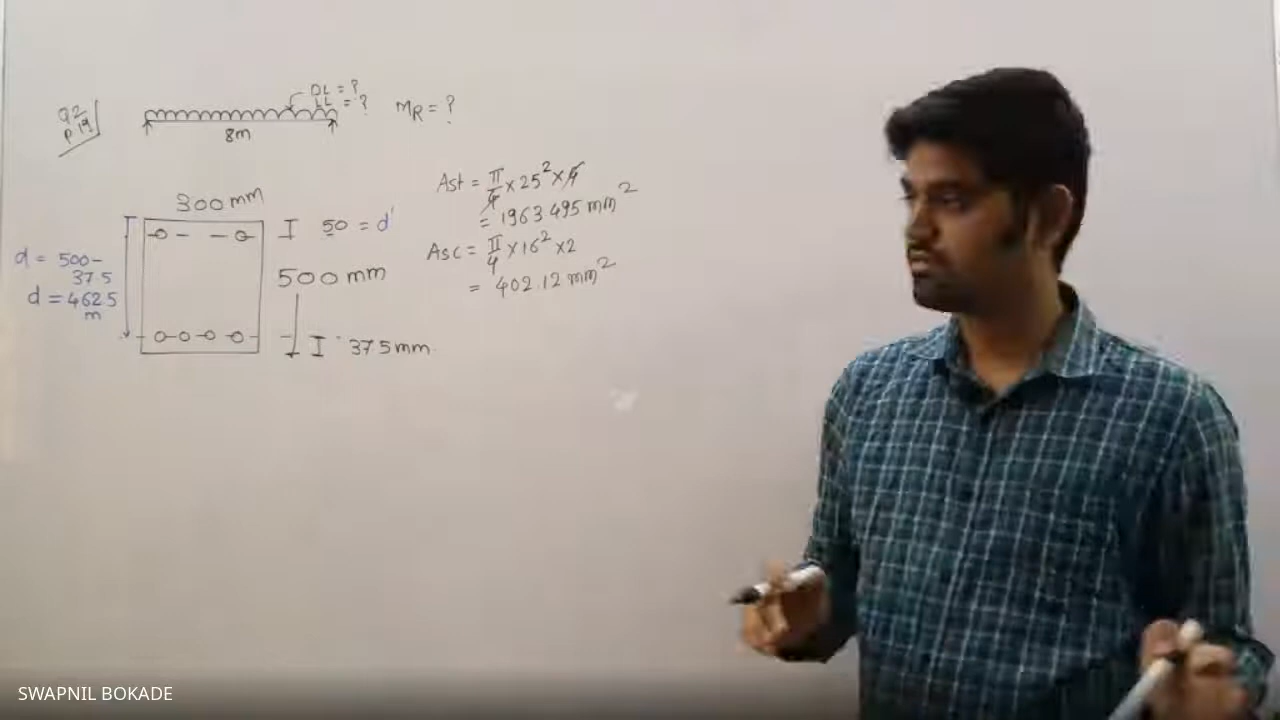 Q2
P 19
DL = ?
LL = ?
8m
MR = ?
300 mm
50 = d'
d = 500-
37.5
d = 462.5
m
500 mm
37.5 mm
Ast = π/4 × 25² × 4
= 1963.495 mm²
Asc = π/4 × 16² × 2
= 402.12 mm²
SWAPNIL BOKADE